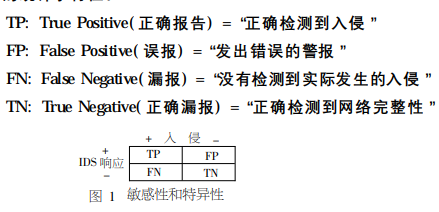 TP: True Positive(正确报告) = “正确检测到入侵”
FP: False Positive(误报) = “发出错误的警报”
FN: False Negative(漏报) = “没有检测到实际发生的入侵”
TN: True Negative(正确漏报) = “正确检测到网络完整性”
+ 入 侵 -
+ TP FP
IDS 响应
- FN TN
图 1 敏感性和特异性